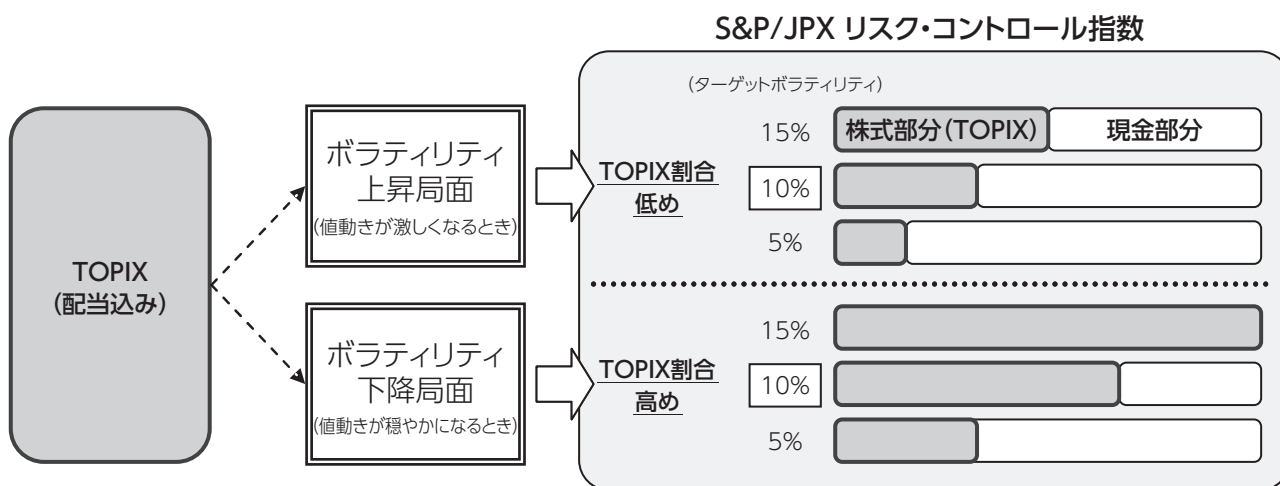 S&P/JPX リスク・コントロール指数
TOPIX
(配当込み)
ボラティリティ
上昇局面
(値動きが激しくなるとき)
TOPIX割合
低め
(ターゲットボラティリティ)
15%
株式部分(TOPIX)
現金部分
10%
5%
ボラティリティ
下降局面
(値動きが穏やかになるとき)
TOPIX割合
高め
15%
10%
5%